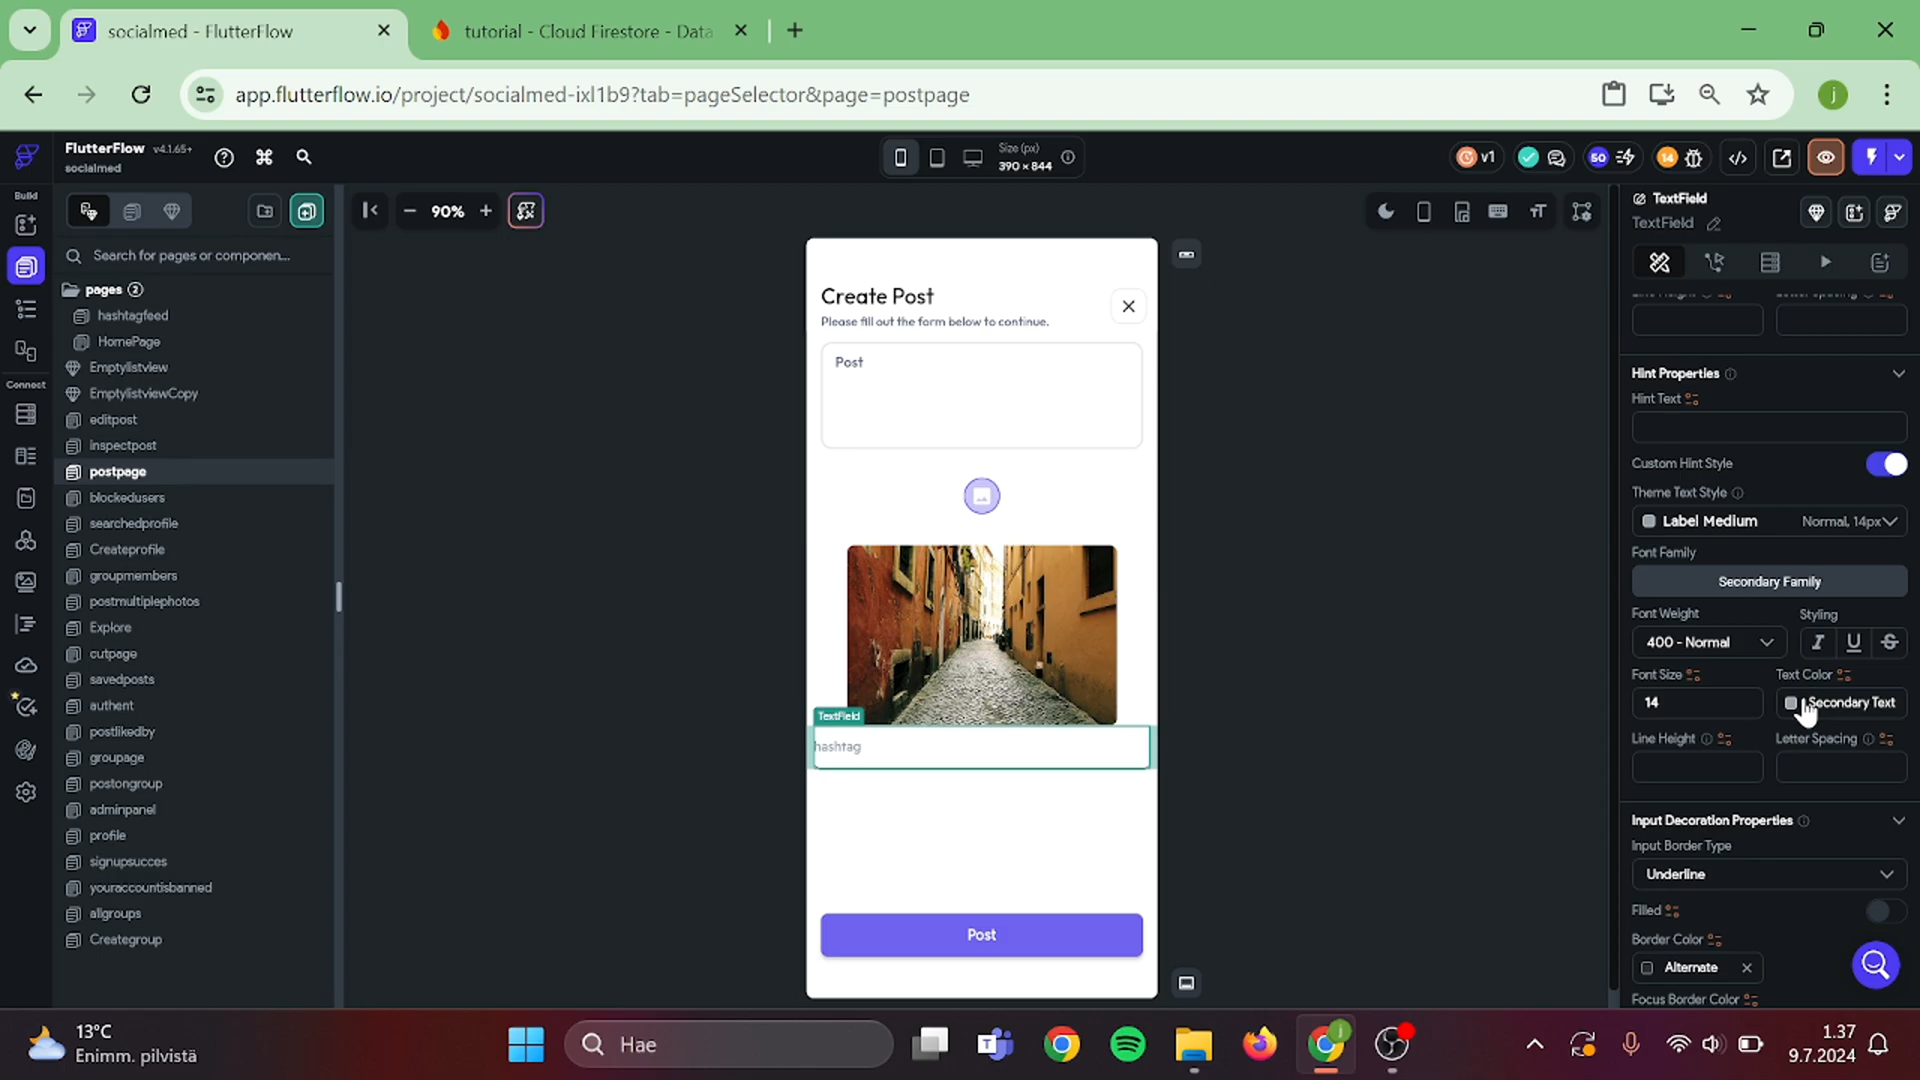 socialmed - FlutterFlow
tutorial - Cloud Firestore - Data
app.flutterflow.io/project/socialmed-ixl1b9?tab=pageSelector&page=postpage
j
FlutterFlow v4.1.65+
socialmed
Size (px)
390 × 844
v1
50
14
Build
Connect
90%
Search for pages or componen...
pages 2
hashtagfeed
HomePage
Emptylistview
EmptylistviewCopy
editpost
inspectpost
postpage
blockedusers
searchedprofile
Createprofile
groupmembers
postmultiplephotos
Explore
cutpage
savedposts
authent
postlikedby
groupage
postongroup
adminpanel
profile
signupsucces
youraccountisbanned
allgroups
Creategroup
Create Post
Please fill out the form below to continue.
Post
TextField
hashtag
Post
TextField
TextField
Line Height Letter Spacing
Hint Properties
Hint Text
Custom Hint Style
Theme Text Style
Label Medium Normal, 14px
Font Family
Secondary Family
Font Weight Styling
400 - Normal
Font Size Text Color
14 Secondary Text
Line Height Letter Spacing
Input Decoration Properties
Input Border Type
Underline
Filled
Border Color
Alternate
Focus Border Color
13°C
Enimm. pilvistä
Hae
j
1.37
9.7.2024